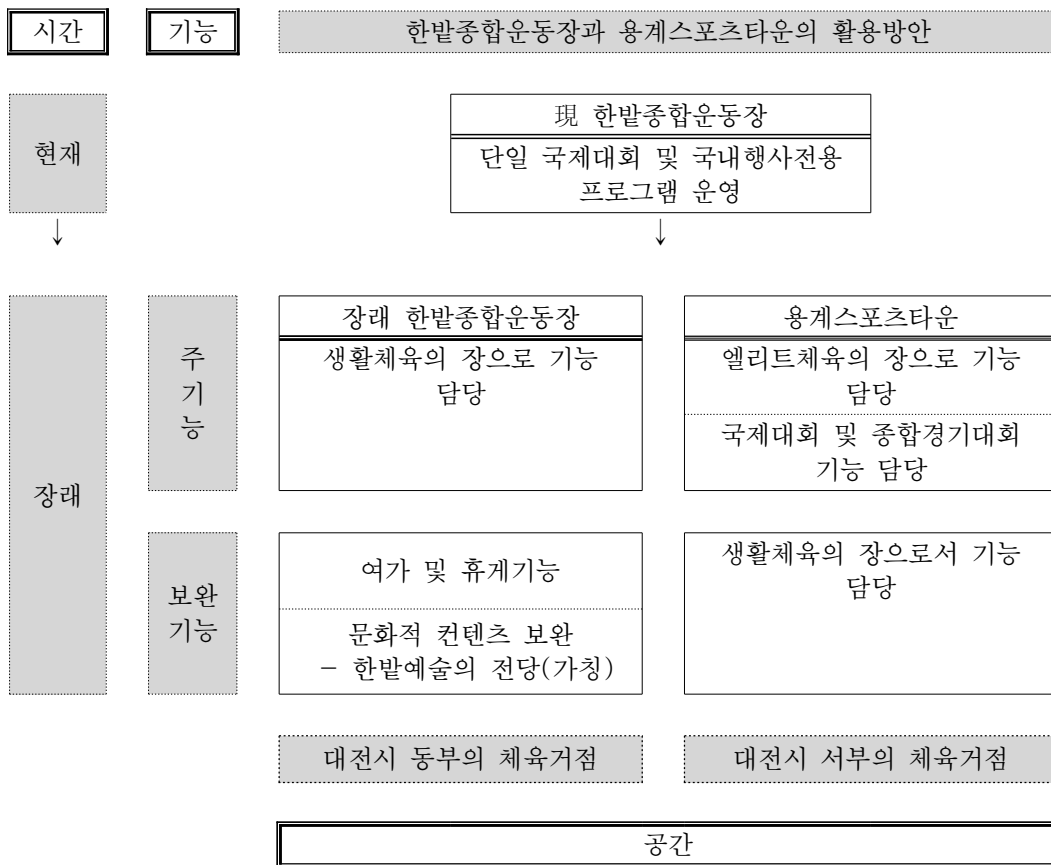 시간
기능
한밭종합운동장과 용계스포츠타운의 활용방안
현재
現 한밭종합운동장
단일 국제대회 및 국내행사전용
프로그램 운영
↓
↓
장래
주
기
능
장래 한밭종합운동장
생활체육의 장으로 기능
담당
용계스포츠타운
엘리트체육의 장으로 기능
담당
국제대회 및 종합경기대회
기능 담당
보완
기능
여가 및 휴게기능
문화적 컨텐츠 보완
- 한밭예술의 전당(가칭)
생활체육의 장으로서 기능
담당
대전시 동부의 체육거점
대전시 서부의 체육거점
공간